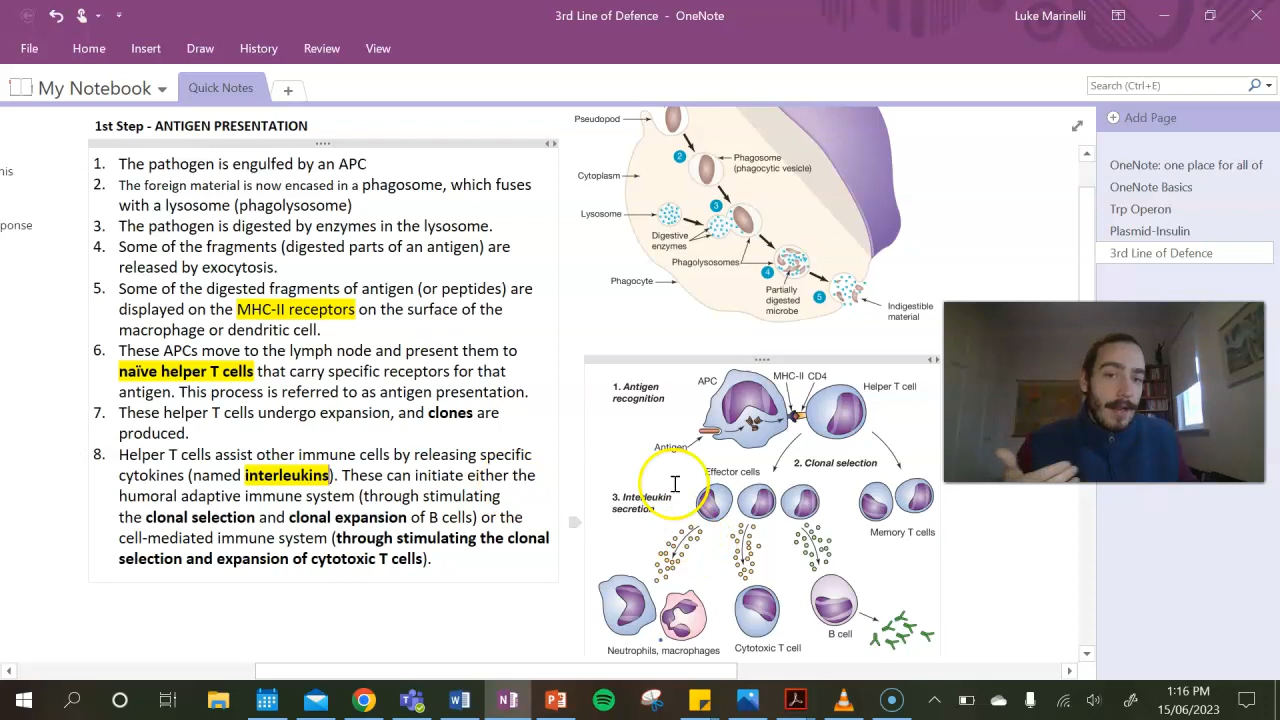 3rd Line of Defence - OneNote
Luke Marinelli
File
Home
Insert
Draw
History
Review
View
My Notebook
Quick Notes
Search (Ctrl+E)
1st Step - ANTIGEN PRESENTATION
1. The pathogen is engulfed by an APC
2. The foreign material is now encased in a phagosome, which fuses
with a lysosome (phagolysosome)
3. The pathogen is digested by enzymes in the lysosome.
4. Some of the fragments (digested parts of an antigen) are
released by exocytosis.
5. Some of the digested fragments of antigen (or peptides) are
displayed on the MHC-II receptors on the surface of the
macrophage or dendritic cell.
6. These APCs move to the lymph node and present them to
naïve helper T cells that carry specific receptors for that
antigen. This process is referred to as antigen presentation.
7. These helper T cells undergo expansion, and clones are
produced.
8. Helper T cells assist other immune cells by releasing specific
cytokines (named interleukins). These can initiate either the
humoral adaptive immune system (through stimulating
the clonal selection and clonal expansion of B cells) or the
cell-mediated immune system (through stimulating the clonal
selection and expansion of cytotoxic T cells).
his
ponse
Pseudopod
2
Phagosome
(phagocytic vesicle)
Cytoplasm
3
Lysosome
Digestive
enzymes
Phagolysosomes
4
Phagocyte
Partially
digested
microbe
5
Indigestible
material
1. Antigen
recognition
APC
MHC-II
CD4
Helper T cell
Antigen
Effector cells
2. Clonal selection
3. Interleukin
secretion
Memory T cells
Neutrophils, macrophages
Cytotoxic T cell
B cell
Add Page
OneNote: one place for all of
OneNote Basics
Trp Operon
Plasmid-Insulin
3rd Line of Defence
1:16 PM
15/06/2023